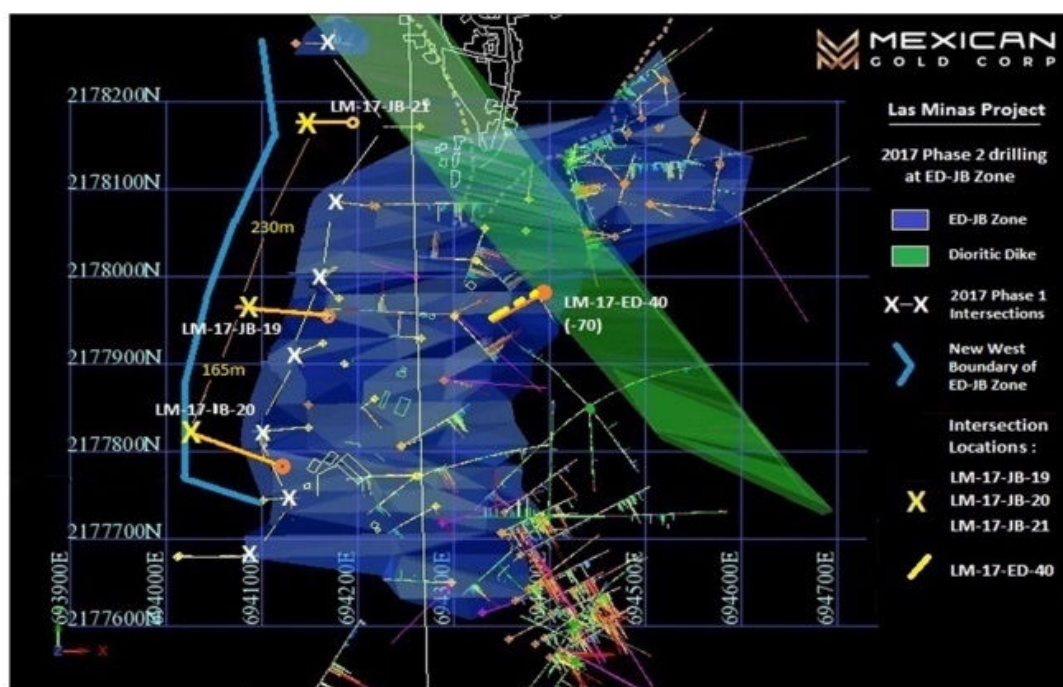 MEXICAN
GOLD CORP
Las Minas Project
2017 Phase 2 drilling
at ED-JB Zone
ED-JB Zone
Dioritic Dike
X-X
2017 Phase 1
Intersections
New West
Boundary of
ED-JB Zone
Intersection
Locations :
LM-17-JB-19
X
LM-17-JB-20
LM-17-JB-21
LM-17-ED-40
2178200N
LM-17-JB-21
X
X
2178100N
X
230m
2178000N
X
X
LM-17-ED-40
(-70)
LM-17-JB-19
2177900N
X
165m
LM-17-JB-20
X
X
2177800N
X
2177700N
X
2177600N
693900E
694000E
694100E
694200E
694300E
694400E
694500E
694600E
694700E
Z
X